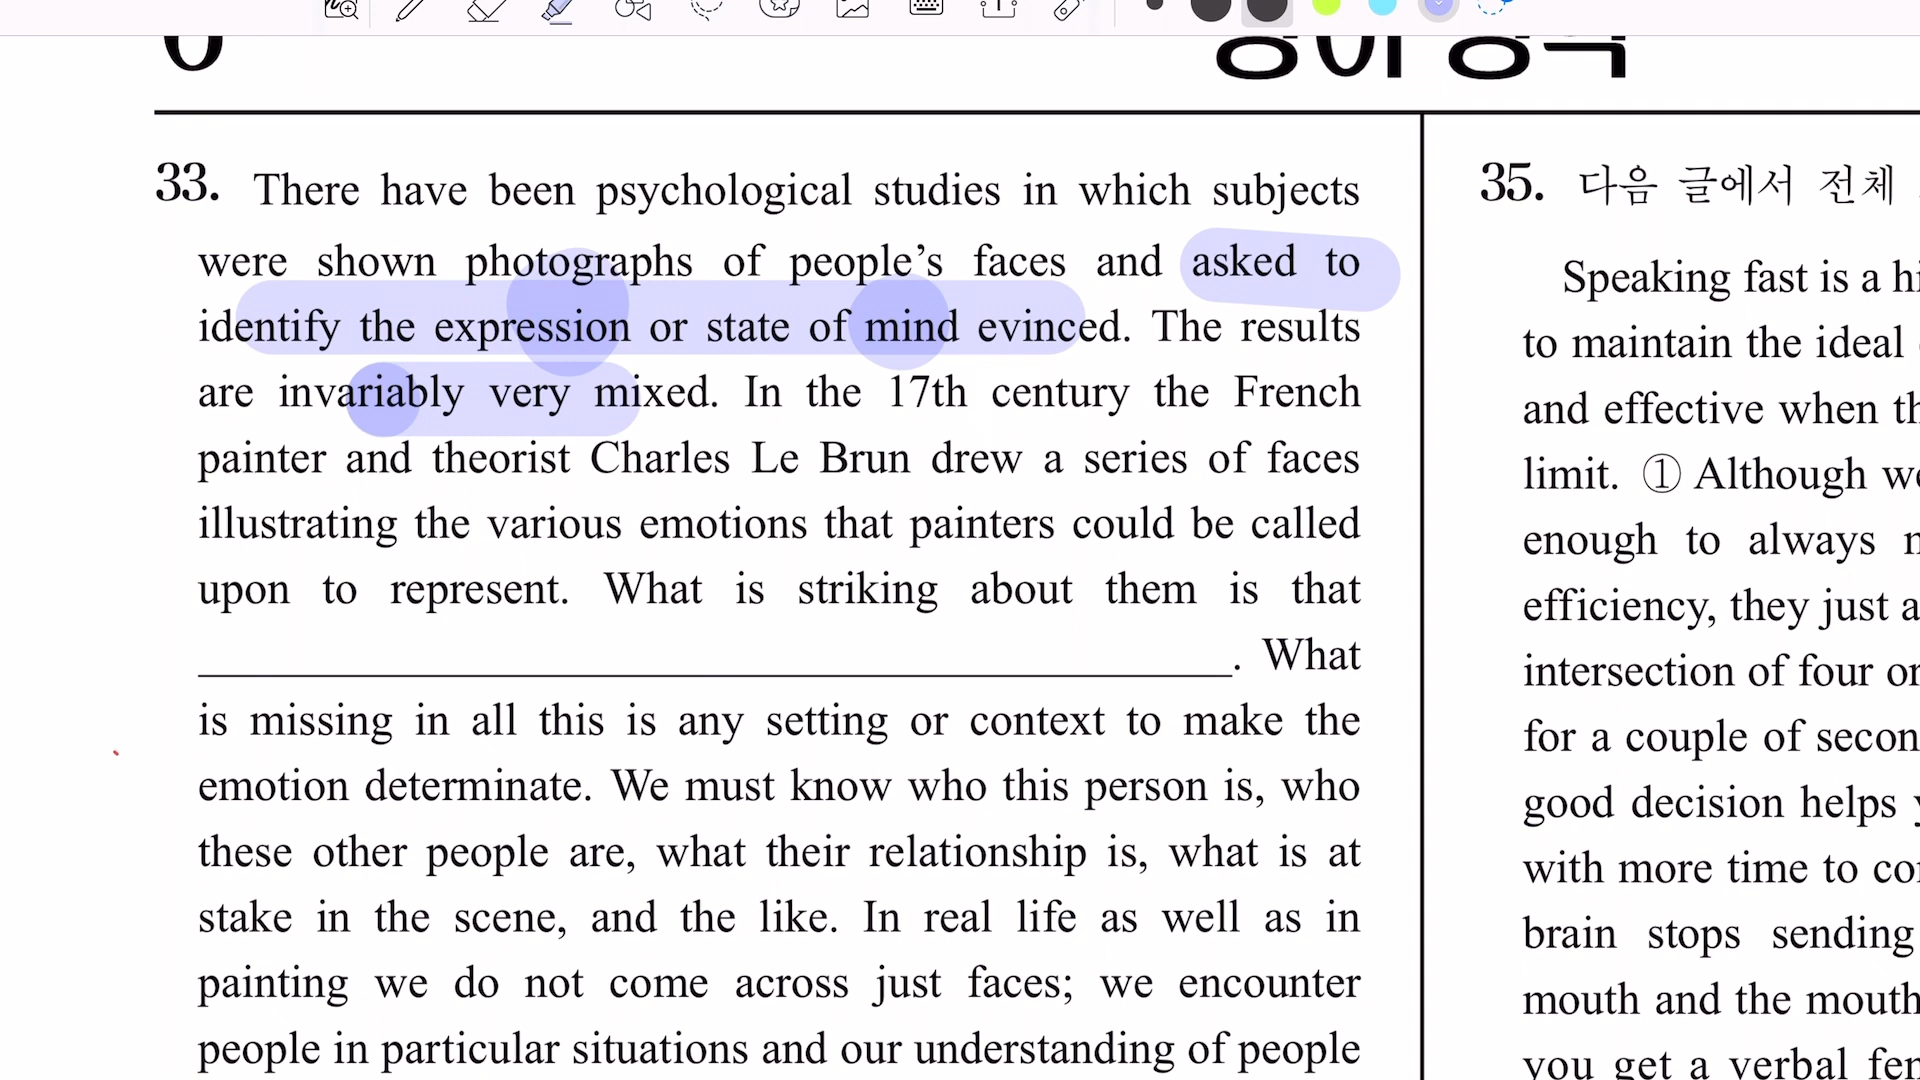 33. There have been psychological studies in which subjects
were shown photographs of people's faces and asked to
identify the expression or state of mind evinced. The results
are invariably very mixed. In the 17th century the French
painter and theorist Charles Le Brun drew a series of faces
illustrating the various emotions that painters could be called
upon to represent. What is striking about them is that
. What
is missing in all this is any setting or context to make the
emotion determinate. We must know who this person is, who
these other people are, what their relationship is, what is at
stake in the scene, and the like. In real life as well as in
painting we do not come across just faces; we encounter
people in particular situations and our understanding of people
35. 다음 글에서 전체
Speaking fast is a hi
to maintain the ideal
and effective when th
limit. ① Although we
enough to always
efficiency, they just a
intersection of four or
for a couple of secon
good decision helps
with more time to co
brain stops sending
mouth and the mouth
you get a verbal fen